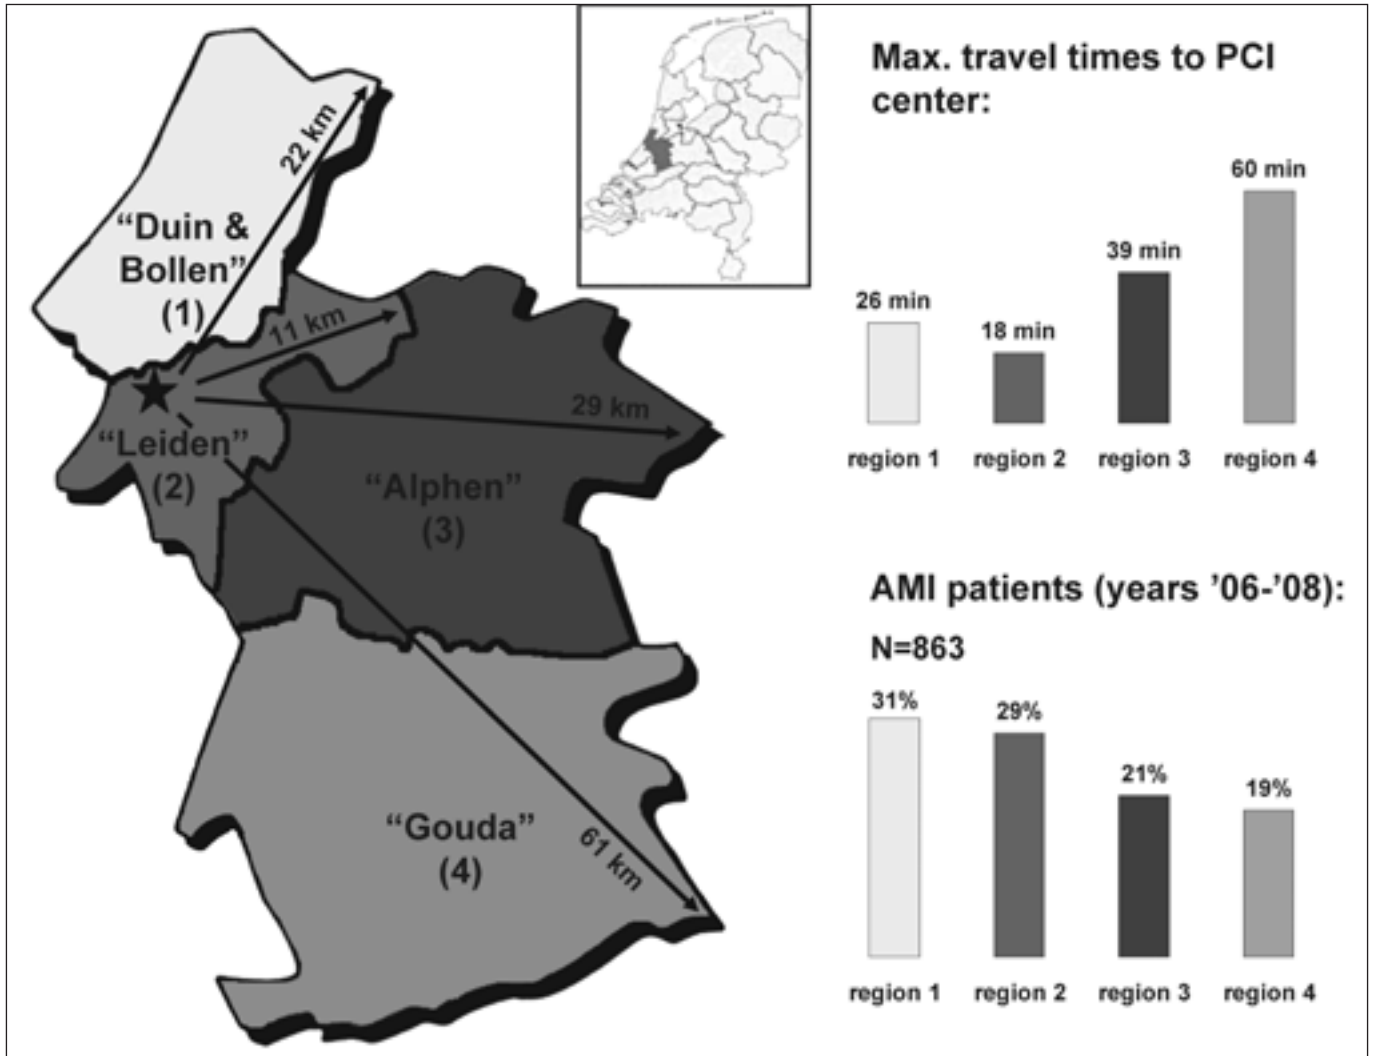 22 km
“Duin &
Bollen”
(1)
11 km
29 km
“Leiden”
(2)
“Alphen”
(3)
“Gouda”
(4)
61 km
Max. travel times to PCI
center:
60 min
39 min
26 min
18 min
region 1 region 2 region 3 region 4
AMI patients (years ’06-’08):
N=863
31%
29%
21%
19%
region 1 region 2 region 3 region 4